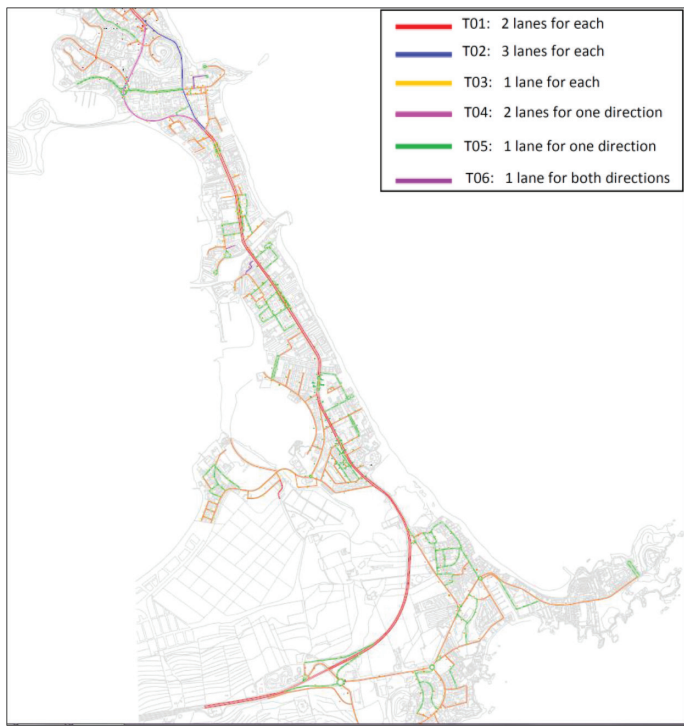 T01: 2 lanes for each
T02: 3 lanes for each
T03: 1 lane for each
T04: 2 lanes for one direction
T05: 1 lane for one direction
T06: 1 lane for both directions